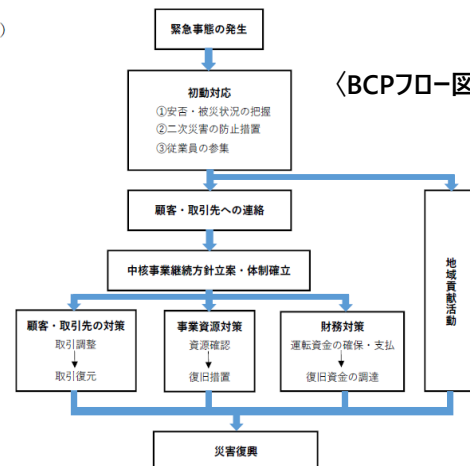 )
緊急事態の発生
〈BCPフロー図
初動対応
①安否・被災状況の把握
②二次災害の防止措置
③従業員の参集
顧客・取引先への連絡
中核事業継続方針立案・体制確立
地域貢献活動
顧客・取引先の対策
取引調整
取引復元
事業資源対策
資源確認
復旧措置
財務対策
運転資金の確保・支払
復旧資金の調達
災害復興